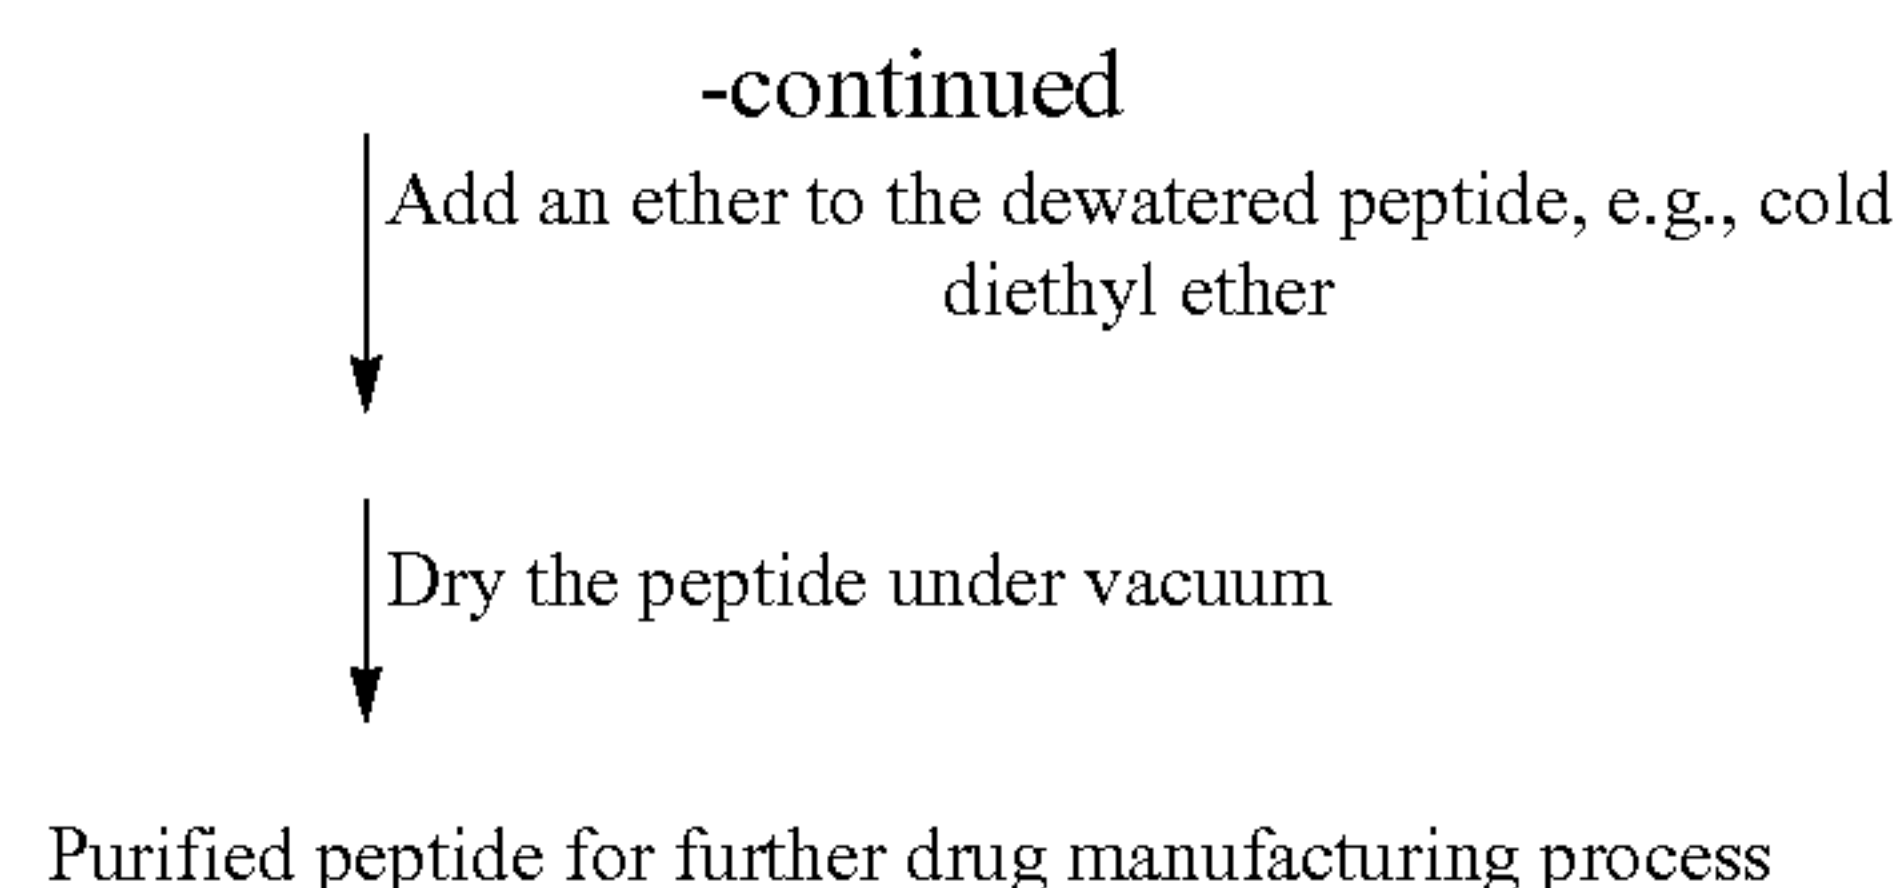 -continued
Add an ether to the dewatered peptide, e.g., cold
diethyl ether
Dry the peptide under vacuum
Purified peptide for further drug manufacturing process